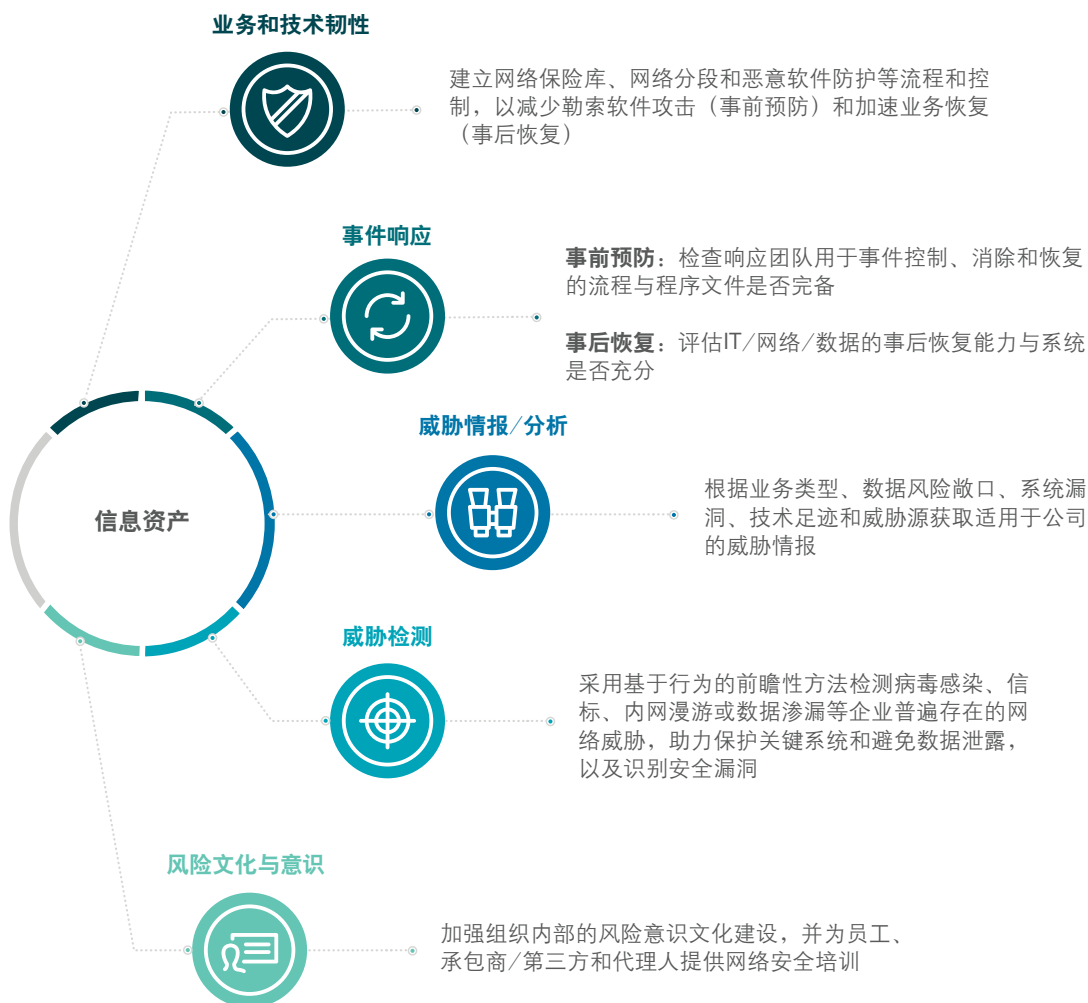 业务和技术韧性
建立网络保险库、网络分段和恶意软件防护等流程和控
制，以减少勒索软件攻击（事前预防）和加速业务恢复
（事后恢复）
事件响应
事前预防：检查响应团队用于事件控制、消除和恢复
的流程与程序文件是否完备
事后恢复：评估IT/网络/数据的事后恢复能力与系统
是否充分
威胁情报/分析
根据业务类型、数据风险敞口、系统漏
洞、技术足迹和威胁源获取适用于公司
的威胁情报
信息资产
威胁检测
采用基于行为的前瞻性方法检测病毒感染、信
标、内网漫游或数据渗漏等企业普遍存在的网
络威胁，助力保护关键系统和避免数据泄露，
以及识别安全漏洞
风险文化与意识
加强组织内部的风险意识文化建设，并为员工、
承包商/第三方和代理人提供网络安全培训